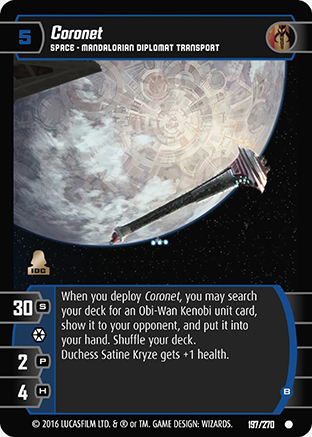 5
Coronet
SPACE - MANDALORIAN DIPLOMAT TRANSPORT
IDC
30 S
2 P
4 H
When you deploy Coronet, you may search
your deck for an Obi-Wan Kenobi unit card,
show it to your opponent, and put it into
your hand. Shuffle your deck.
Duchess Satine Kryze gets +1 health.
B
© 2016 LUCASFILM LTD. & ® or TM. GAME DESIGN: WIZARDS. 197/270